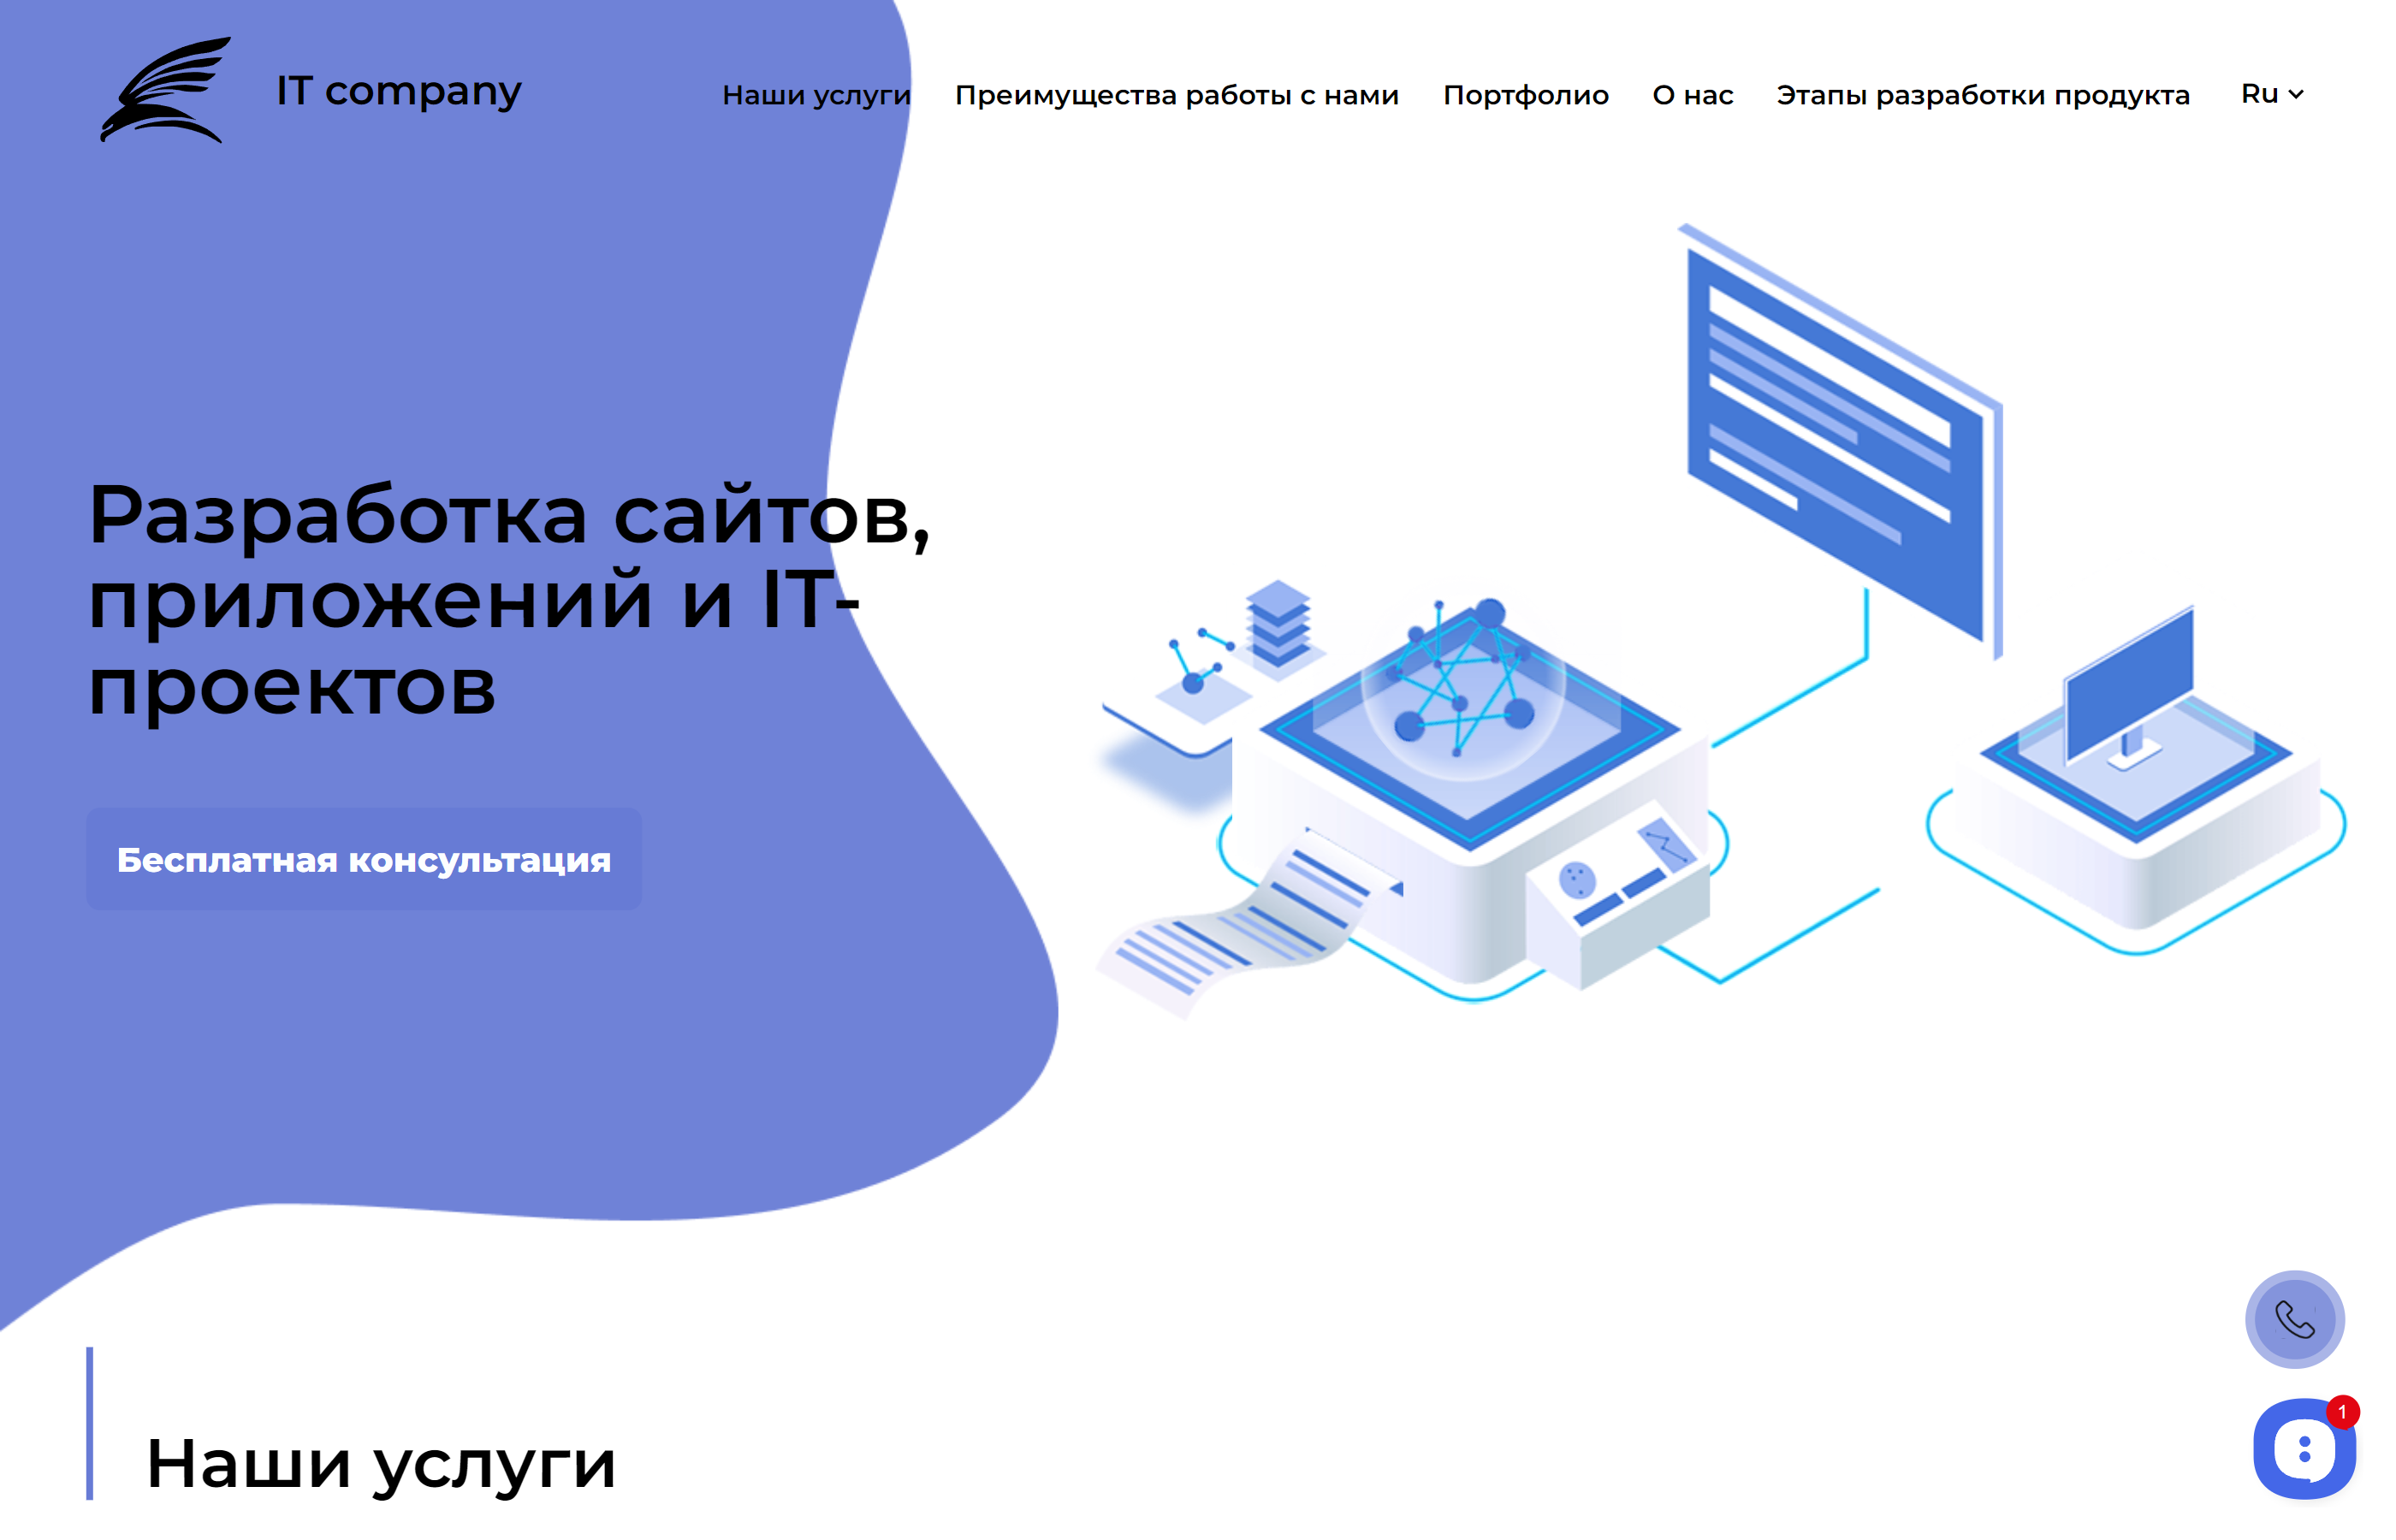 IT company
Наши услуги
Преимущества работы с нами
Портфолио
О нас
Этапы разработки продукта
Ru
Разработка сайтов,
приложений и IT-
проектов
Бесплатная консультация
Наши услуги
1